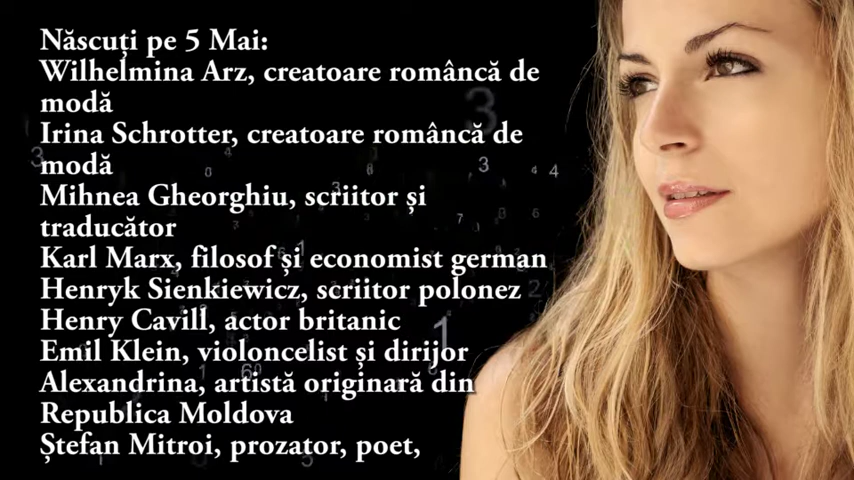 Născuți pe 5 Mai:
Wilhelmina Arz, creatoare româncă de
modă
Irina Schrotter, creatoare româncă de
modă
Mihnea Gheorghiu, scriitor și
traducător
Karl Marx, filosof și economist german
Henryk Sienkiewicz, scriitor polonez
Henry Cavill, actor britanic
Emil Klein, violoncelist și dirijor
Alexandrina, artistă originară din
Republica Moldova
Ștefan Mitroi, prozator, poet,